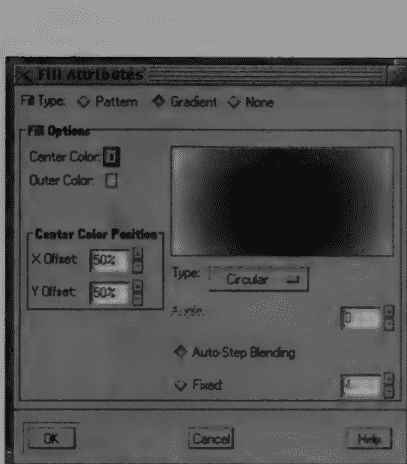 Fill Attributes
Fill Type: Pattern Gradient None
Fill Options
Center Color:
Outer Color:
Center Color Position
X Offset: 50%
Y Offset: 50%
Type: Circular
Angle: 0
Auto-Step Blending
Fixed:
OK Cancel Help